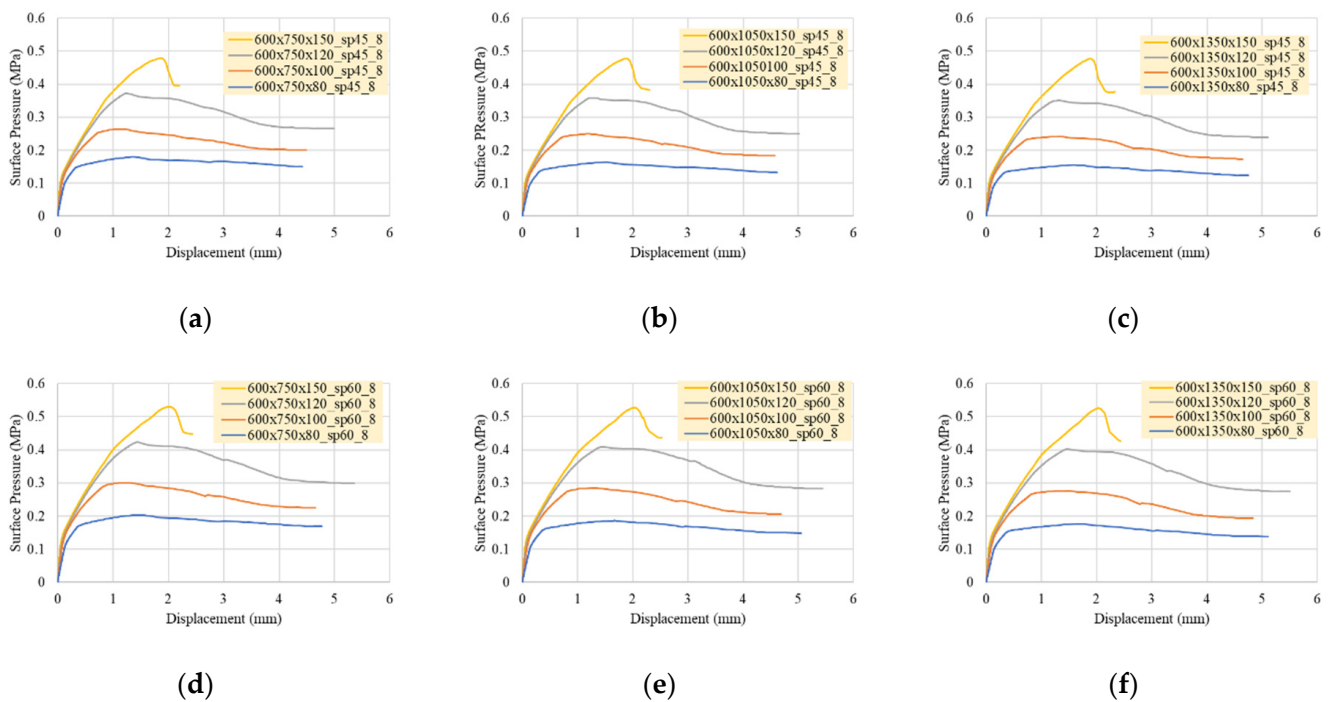 0.6
0.5
0.4
0.3
0.2
0.1
0
Surface Pressure (MPa)
600x750x150_sp45_8
600x750x120_sp45_8
600x750x100_sp45_8
600x750x80_sp45_8
0 1 2 3 4 5 6
Displacement (mm)
(a)
0.6
0.5
0.4
0.3
0.2
0.1
0
Surface PRessure (MPa)
600x1050x150_sp45_8
600x1050x120_sp45_8
600x1050100_sp45_8
600x1050x80_sp45_8
0 1 2 3 4 5 6
Displacement (mm)
(b)
0.6
0.5
0.4
0.3
0.2
0.1
0
Surface Pressure (MPa)
600x1350x150_sp45_8
600x1350x120_sp45_8
600x1350x100_sp45_8
600x1350x80_sp45_8
0 1 2 3 4 5 6
Displacement (mm)
(c)
0.6
0.5
0.4
0.3
0.2
0.1
0
Surface Pressure (MPa)
600x750x150_sp60_8
600x750x120_sp60_8
600x750x100_sp60_8
600x750x80_sp60_8
0 1 2 3 4 5 6
Displacement (mm)
(d)
0.6
0.5
0.4
0.3
0.2
0.1
0
Surface Pressure (MPa)
600x1050x150_sp60_8
600x1050x120_sp60_8
600x1050x100_sp60_8
600x1050x80_sp60_8
0 1 2 3 4 5 6
Displacement (mm)
(e)
0.6
0.5
0.4
0.3
0.2
0.1
0
Surface Pressure (MPa)
600x1350x150_sp60_8
600x1350x120_sp60_8
600x1350x100_sp60_8
600x1350x80_sp60_8
0 1 2 3 4 5 6
Displacement (mm)
(f)